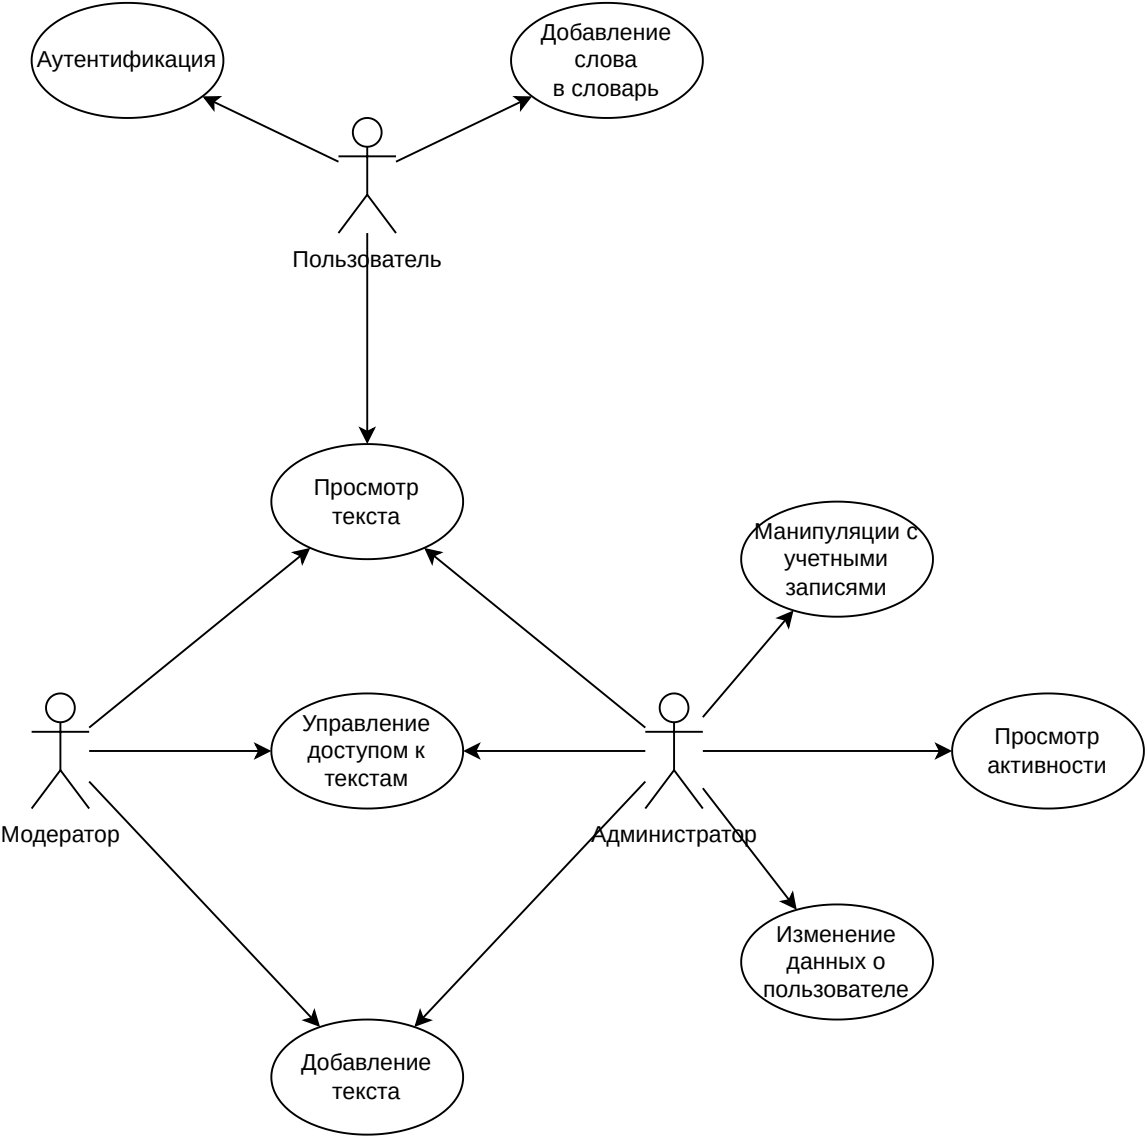 Аутентификация
Добавление
слова
в словарь
Пользователь
Просмотр
текста
Манипуляции с
учетными
записями
Управление
доступом к
текстам
Просмотр
активности
Модератор
Администратор
Изменение
данных о
пользователе
Добавление
текста